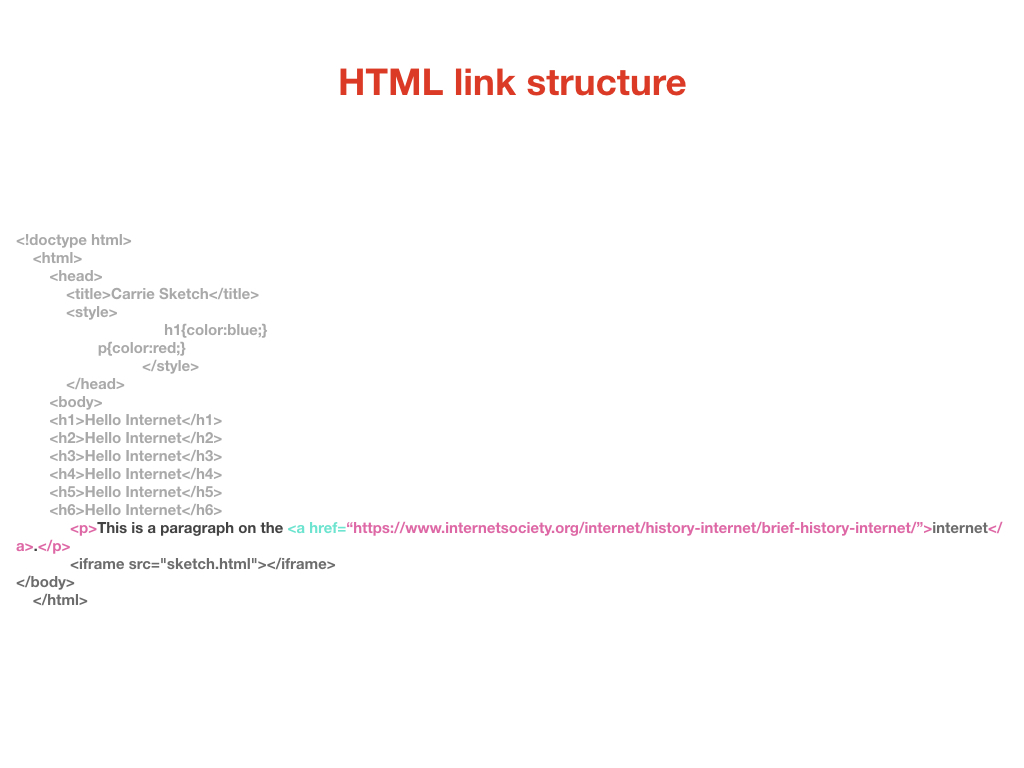 HTML link structure
<!doctype html>
<html>
<head>
<title>Carrie Sketch</title>
<style>
h1{color:blue;}
p{color:red;}
</style>
</head>
<body>
<h1>Hello Internet</h1>
<h2>Hello Internet</h2>
<h3>Hello Internet</h3>
<h4>Hello Internet</h4>
<h5>Hello Internet</h5>
<h6>Hello Internet</h6>
<p>This is a paragraph on the <a href=“https://www.internetsociety.org/internet/history-internet/brief-history-internet/”>internet</
a>.</p>
<iframe src="sketch.html"></iframe>
</body>
</html>